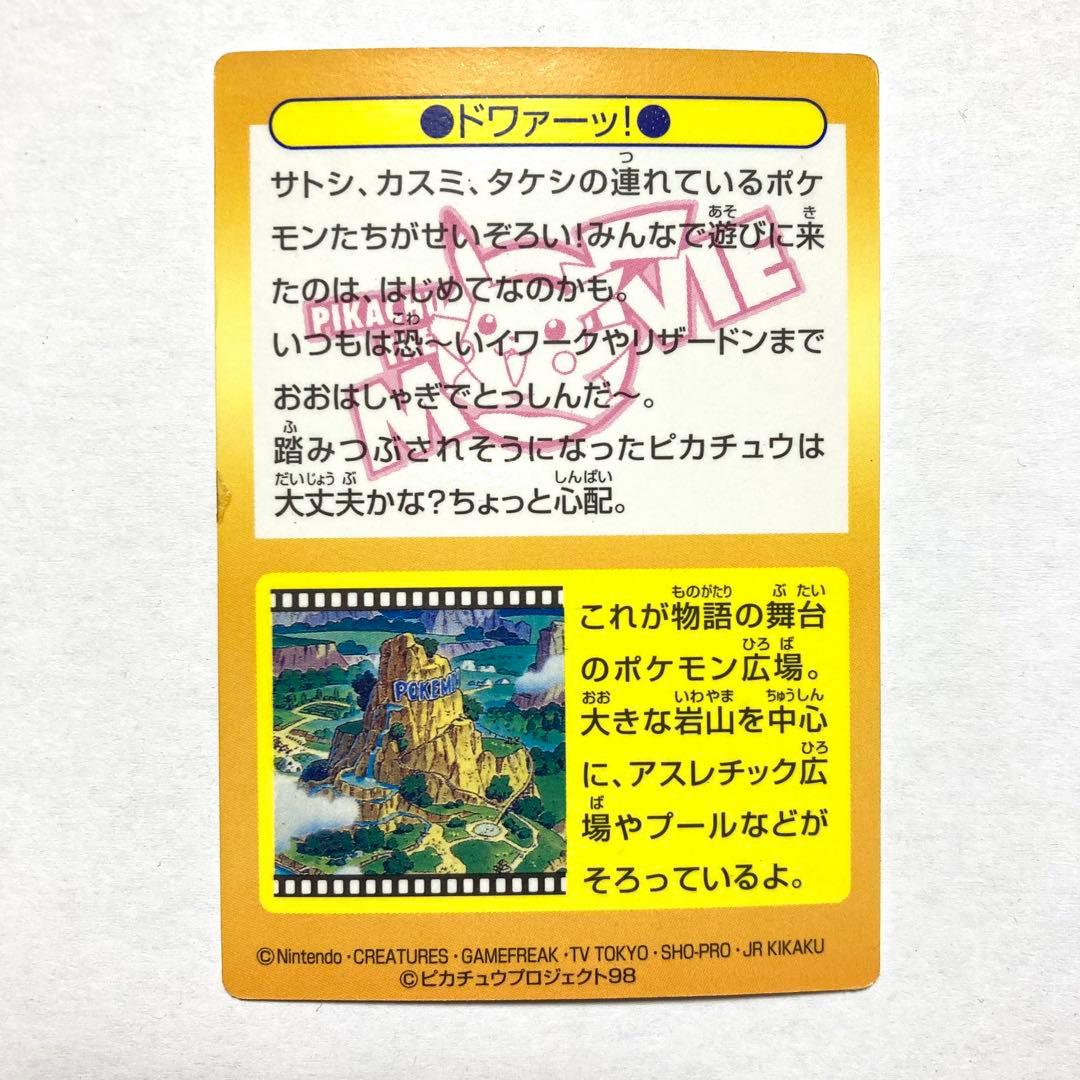 ●ドワァーッ!●
サトシ、カスミ、タケシの連れているポケ
モンたちがせいぞろい!みんなで遊びに来
たのは、はじめてなのかも。
いつもは恐〜いイワークやリザードンまで
おおはしゃぎでとっしんだ〜。
踏みつぶされそうになったピカチュウは
大丈夫かな?ちょっと心配。
PIKACHU
THE
MOVIE
POKEMON
これが物語の舞台
のポケモン広場。
大きな岩山を中心
に、アスレチック広
場やプールなどが
そろっているよ。
©Nintendo・CREATURES・GAMEFREAK・TV TOKYO・SHO-PRO・JR KIKAKU
©ピカチュウプロジェクト98